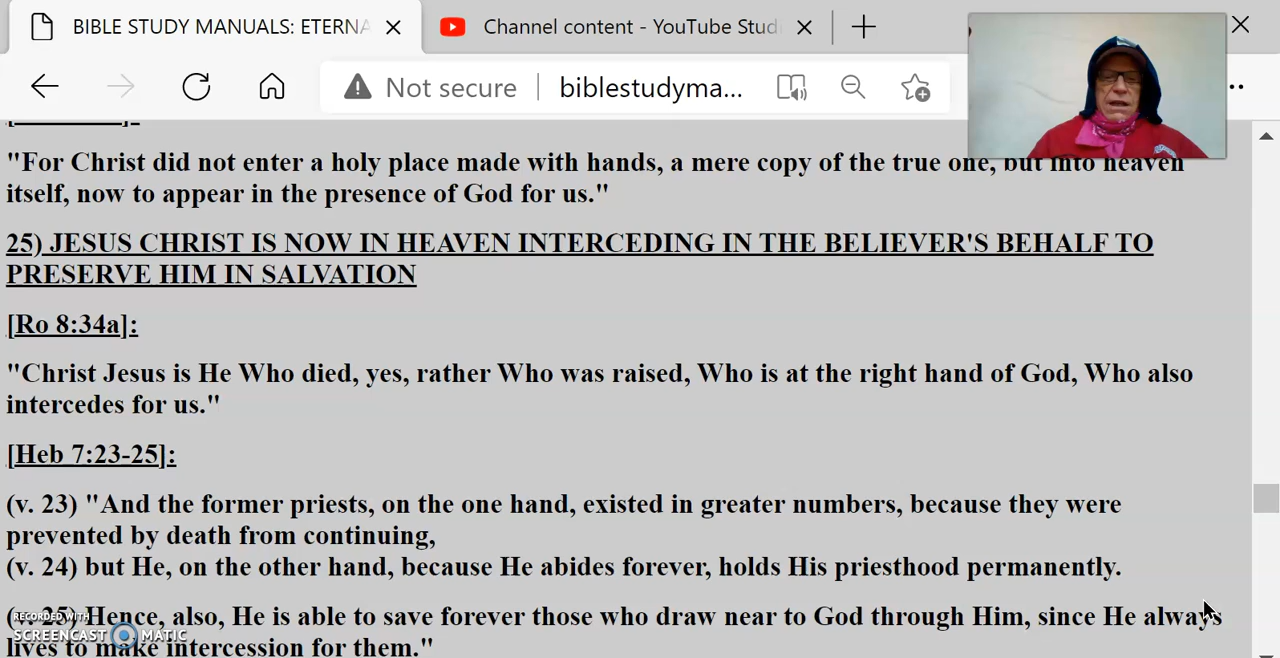 BIBLE STUDY MANUALS: ETERNA
Channel content - YouTube Stud
Not secure
biblestudyma...
"For Christ did not enter a holy place made with hands, a mere copy of the true one, but into heaven
itself, now to appear in the presence of God for us."
25) JESUS CHRIST IS NOW IN HEAVEN INTERCEDING IN THE BELIEVER'S BEHALF TO
PRESERVE HIM IN SALVATION
[Ro 8:34a]:
"Christ Jesus is He Who died, yes, rather Who was raised, Who is at the right hand of God, Who also
intercedes for us."
[Heb 7:23-25]:
(v. 23) "And the former priests, on the one hand, existed in greater numbers, because they were
prevented by death from continuing,
(v. 24) but He, on the other hand, because He abides forever, holds His priesthood permanently.
(v. 25) Hence, also, He is able to save forever those who draw near to God through Him, since He always
lives to make intercession for them."
RECORDED WITH
SCREENCAST MATIC